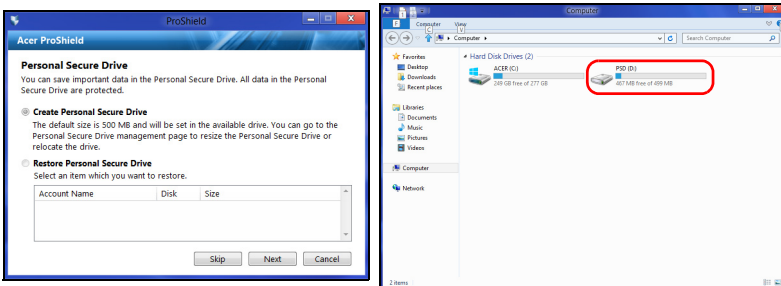 ProShield
Acer ProShield
Personal Secure Drive
You can save important data in the Personal Secure Drive. All data in the Personal
Secure Drive are protected.
Create Personal Secure Drive
The default size is 500 MB and will be set in the available drive. You can go to the
Personal Secure Drive management page to resize the Personal Secure Drive or
relocate the drive.
Restore Personal Secure Drive
Select an item which you want to restore.
Account Name Disk Size
Skip Next Cancel
Computer
F Computer View
C V
Computer
Search Computer
Favorites
Desktop
Downloads
Recent places
Libraries
Documents
Music
Pictures
Videos
Computer
Network
Hard Disk Drives (2)
ACER (C:)
249 GB free of 277 GB
PSD (D:)
467 MB free of 499 MB
2 items